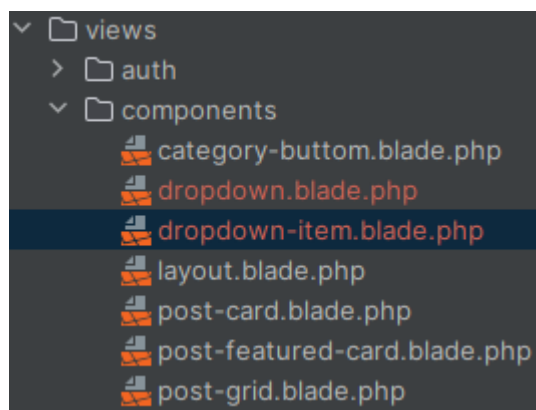 views
auth
components
category-buttom.blade.php
dropdown.blade.php
dropdown-item.blade.php
layout.blade.php
post-card.blade.php
post-featured-card.blade.php
post-grid.blade.php